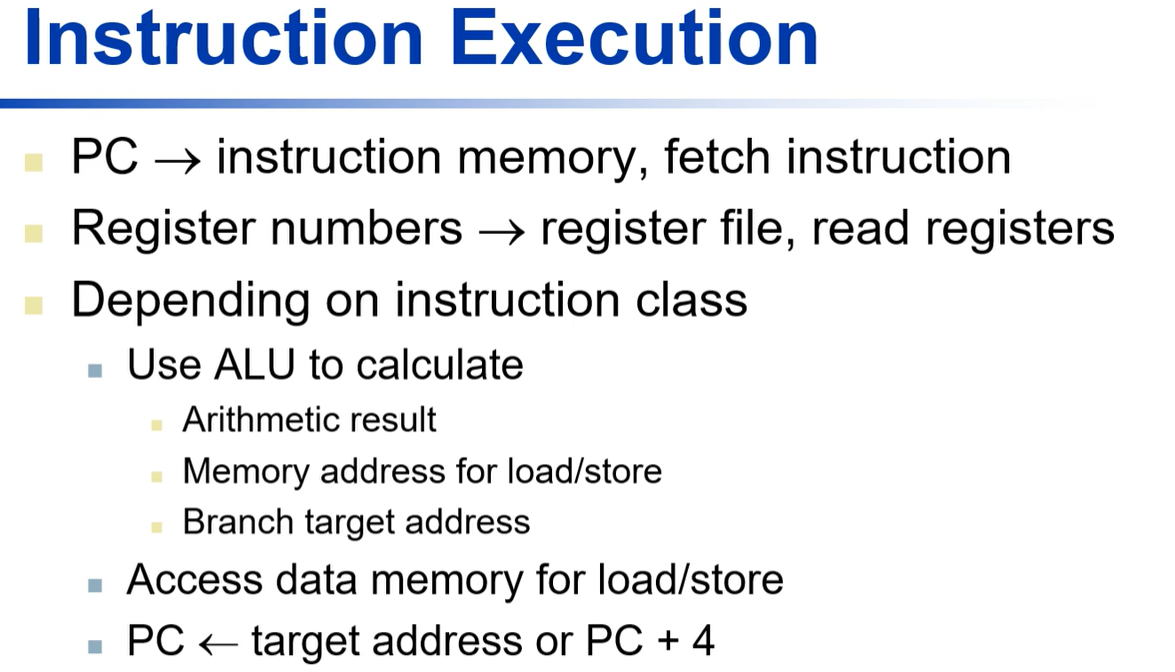 Instruction Execution
PC → instruction memory, fetch instruction
Register numbers → register file, read registers
Depending on instruction class
Use ALU to calculate
Arithmetic result
Memory address for load/store
Branch target address
Access data memory for load/store
PC ← target address or PC + 4